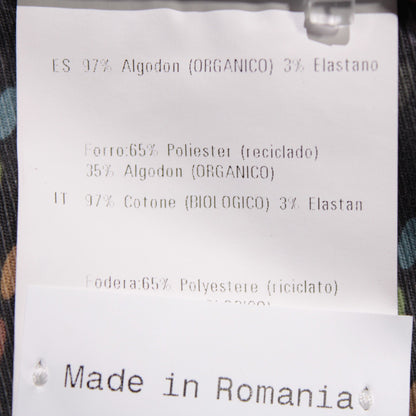 ES 97% Algodon (ORGANICO) 3% Elastano
Forro:65% Poliester (reciclado)
35% Algodon (ORGANICO)
IT 97% Cotone (BIOLOGICO) 3% Elastan
Fodera:65% Polyestere (riciclato)
Made in Romania